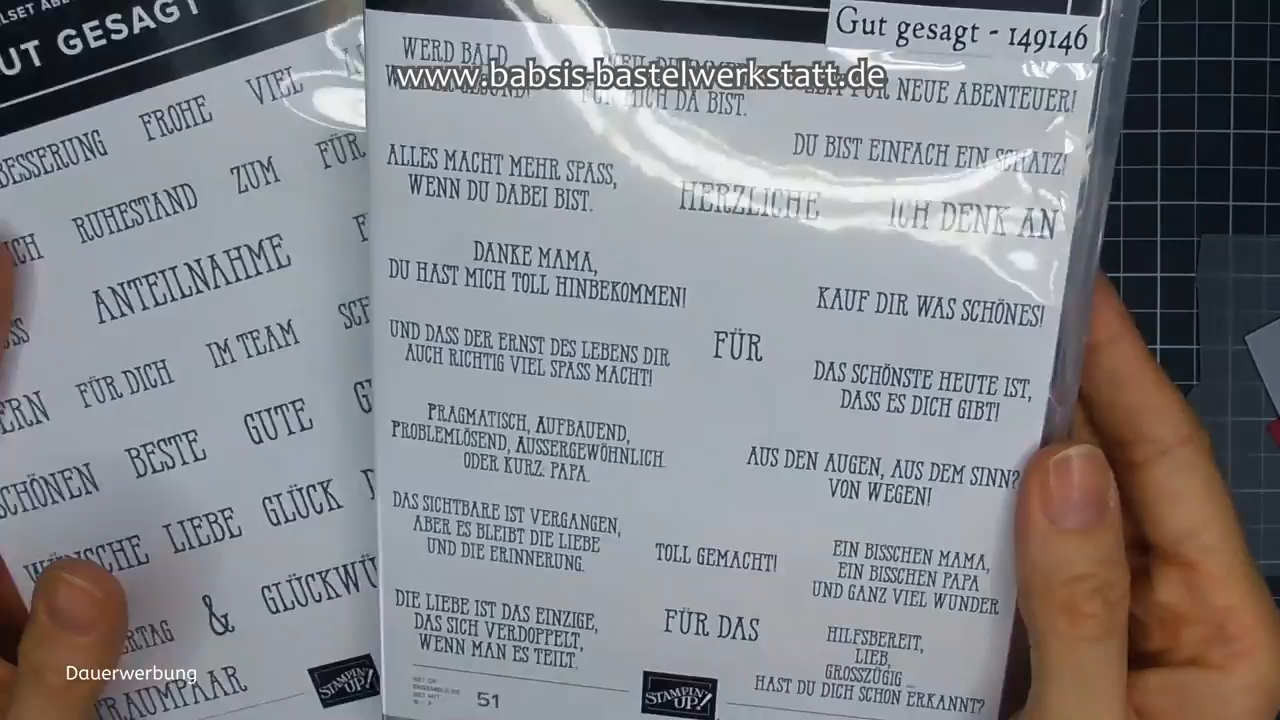 UT GESAGT
VIEL
BESSERUNG FROHE
RUHESTAND ZUM FÜR
ANTEILNAHME
IM TEAM
FÜR DICH
SCHÖNEN BESTE GUTE
LIEBE GLÜCK
& GLÜCKWÜ
STAMPIN' UP!
Gut gesagt - 149146
www.babsis-bastelwerkstatt.de
WERD BALD
DA BIST.
FÜR NEUE ABENTEUER!
DU BIST EINFACH EIN SCHATZ!
ALLES MACHT MEHR SPASS,
WENN DU DABEI BIST.
HERZLICHE
ICH DENK AN
DANKE MAMA,
DU HAST MICH TOLL HINBEKOMMEN!
KAUF DIR WAS SCHÖNES!
UND DASS DER ERNST DES LEBENS DIR
AUCH RICHTIG VIEL SPASS MACHT!
FÜR
DAS SCHÖNSTE HEUTE IST,
DASS ES DICH GIBT!
PRAGMATISCH, AUFBAUEND,
PROBLEMLÖSEND, AUSSERGEWÖHNLICH
ODER KURZ: PAPA.
AUS DEN AUGEN, AUS DEM SINN?
VON WEGEN!
DAS SICHTBARE IST VERGANGEN,
ABER ES BLEIBT DIE LIEBE
UND DIE ERINNERUNG.
TOLL GEMACHT!
EIN BISSCHEN MAMA,
EIN BISSCHEN PAPA
UND GANZ VIEL WUNDER
DIE LIEBE IST DAS EINZIGE,
DAS SICH VERDOPPELT,
WENN MAN ES TEILT.
FÜR DAS
HILFSBEREIT,
LIEB,
GROSSZÜGIG ...
HAST DU DICH SCHON ERKANNT?
51
STAMPIN' UP!
Dauerwerbung